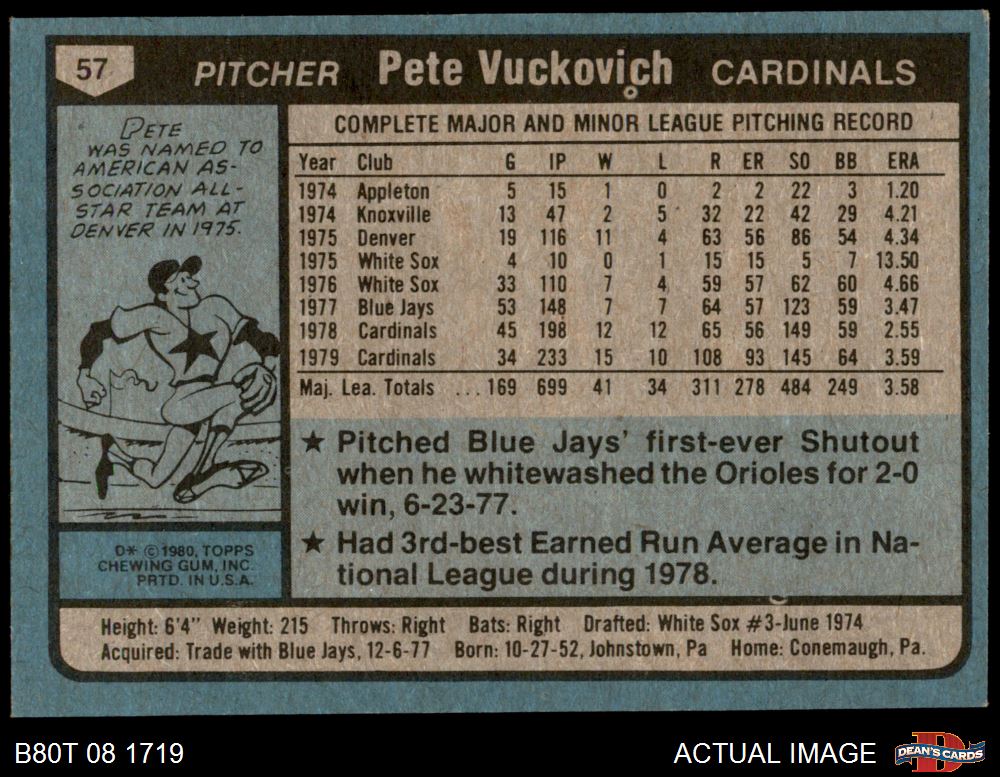 57
PITCHER Pete Vuckovich CARDINALS
PETE
WAS NAMED TO
AMERICAN AS-
SOCIATION ALL-
STAR TEAM AT
DENVER IN 1975.
D* © 1980, TOPPS
CHEWING GUM, INC.
PRTD. IN U.S.A.
COMPLETE MAJOR AND MINOR LEAGUE PITCHING RECORD
Year Club G IP W L R ER SO BB ERA
1974 Appleton 5 15 1 0 2 2 22 3 1.20
1974 Knoxville 13 47 2 5 32 22 42 29 4.21
1975 Denver 19 116 11 4 63 56 86 54 4.34
1975 White Sox 4 10 0 1 15 15 5 7 13.50
1976 White Sox 33 110 7 4 59 57 62 60 4.66
1977 Blue Jays 53 148 7 7 64 57 123 59 3.47
1978 Cardinals 45 198 12 12 65 56 149 59 2.55
1979 Cardinals 34 233 15 10 108 93 145 64 3.59
Maj. Lea. Totals ... 169 699 41 34 311 278 484 249 3.58
★ Pitched Blue Jays' first-ever Shutout
when he whitewashed the Orioles for 2-0
win, 6-23-77.
★ Had 3rd-best Earned Run Average in Na-
tional League during 1978.
Height: 6'4" Weight: 215 Throws: Right Bats: Right Drafted: White Sox #3-June 1974
Acquired: Trade with Blue Jays, 12-6-77 Born: 10-27-52, Johnstown, Pa Home: Conemaugh, Pa.
B80T 08 1719 ACTUAL IMAGE
D
DEAN'S CARDS